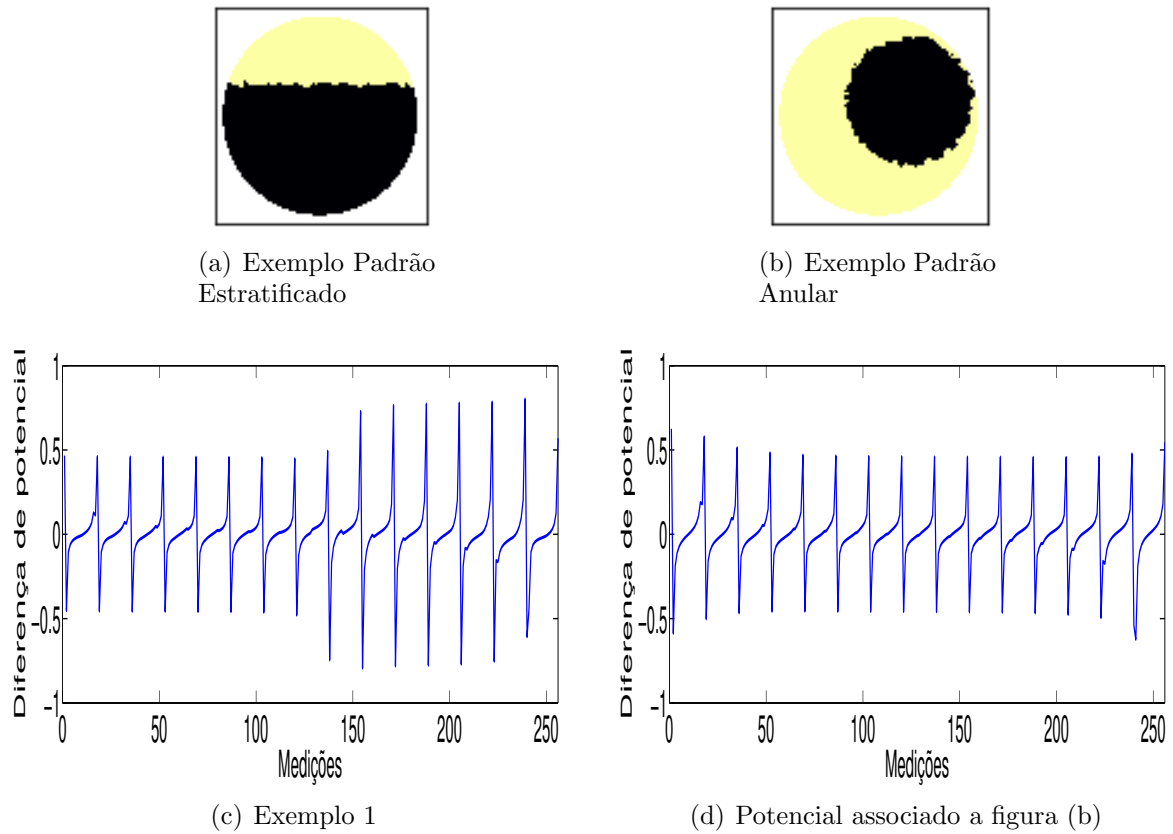 (a) Exemplo Padrão
Estratificado
(b) Exemplo Padrão
Anular
Diferença de potencial
1
0.5
0
−0.5
−1
0 50 100 150 200 250
Medições
(c) Exemplo 1
Diferença de potencial
1
0.5
0
−0.5
−1
0 50 100 150 200 250
Medições
(d) Potencial associado a figura (b)